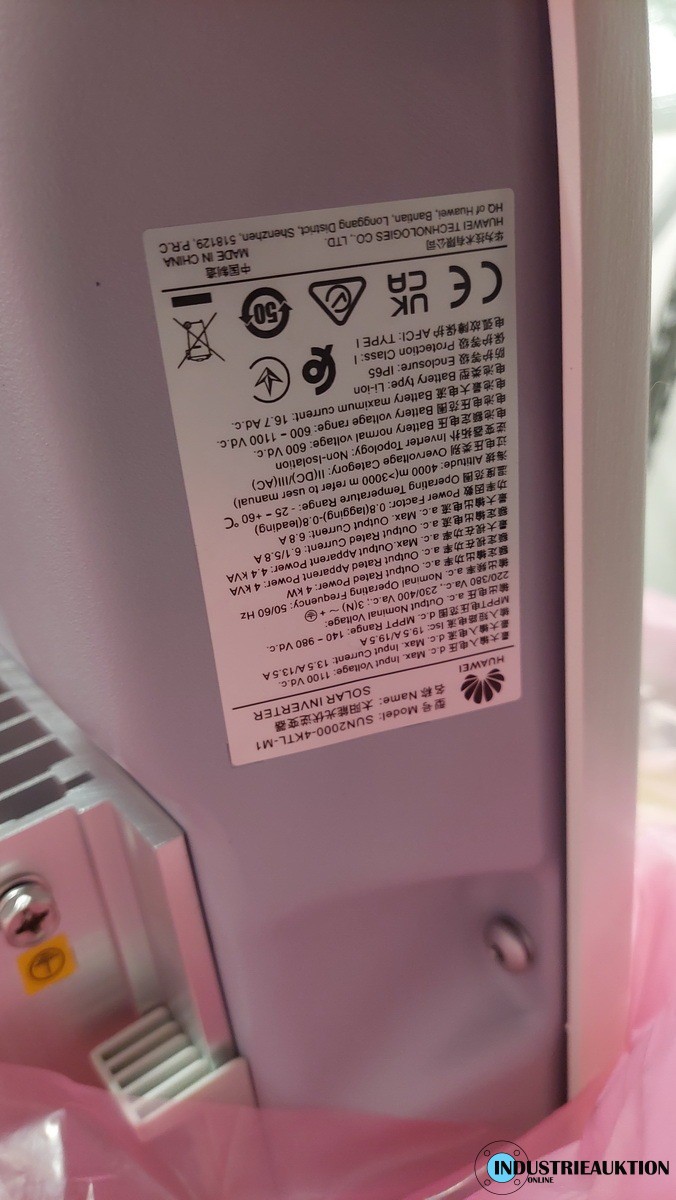 HUAWEI
型号 Model: SUN2000-4KTL-M1
名称 Name: 太阳能光伏逆变器
SOLAR INVERTER
最大输入电压 d.c. Max. Input Voltage: 1100 Vd.c.
最大输入电流 d.c. Max. Input Current: 13.5 A/13.5 A
输入短路电流 Isc: 19.5 A/19.5 A
MPPT电压范围 d.c. MPPT Range: 140 - 980 Vd.c.
输出电压 a.c. Output Nominal Voltage:
220/380 Va.c., 230/400 Va.c.; 3(N) ~ +
输出频率 a.c. Nominal Operating Frequency: 50/60 Hz
额定输出功率 a.c. Output Rated Power: 4 kW
额定视在功率 a.c. Output Rated Apparent Power: 4 kVA
最大视在功率 a.c. Max. Output Apparent Power: 4.4 kVA
额定输出电流 a.c. Output Rated Current: 6.1/5.8 A
最大输出电流 a.c. Max. Output Current: 6.8 A
功率因数 Power Factor: 0.8(lagging)-0.8(leading)
温度范围 Operating Temperature Range: - 25 - +60 °C
海拔 Altitude: 4000 m(>3000 m refer to user manual)
过电压类别 Overvoltage Category: II(DC)/III(AC)
逆变器拓扑 Inverter Topology: Non-Isolation
电池额定电压 Battery normal voltage: 600 Vd.c.
电池电压范围 Battery voltage range: 600 - 1100 Vd.c.
电池最大电流 Battery maximum current: 16.7 Ad.c.
电池类型 Battery type: Li-ion
防护等级 Enclosure: IP65
保护等级 Protection Class: I
电弧故障保护 AFCI: TYPE I
CE UK CA 50
华为技术有限公司
中国制造
HUAWEI TECHNOLOGIES CO., LTD.
MADE IN CHINA
HQ of Huawei, Bantian, Longgang District, Shenzhen, 518129, P.R.C
INDUSTRIEAUKTION
ONLINE